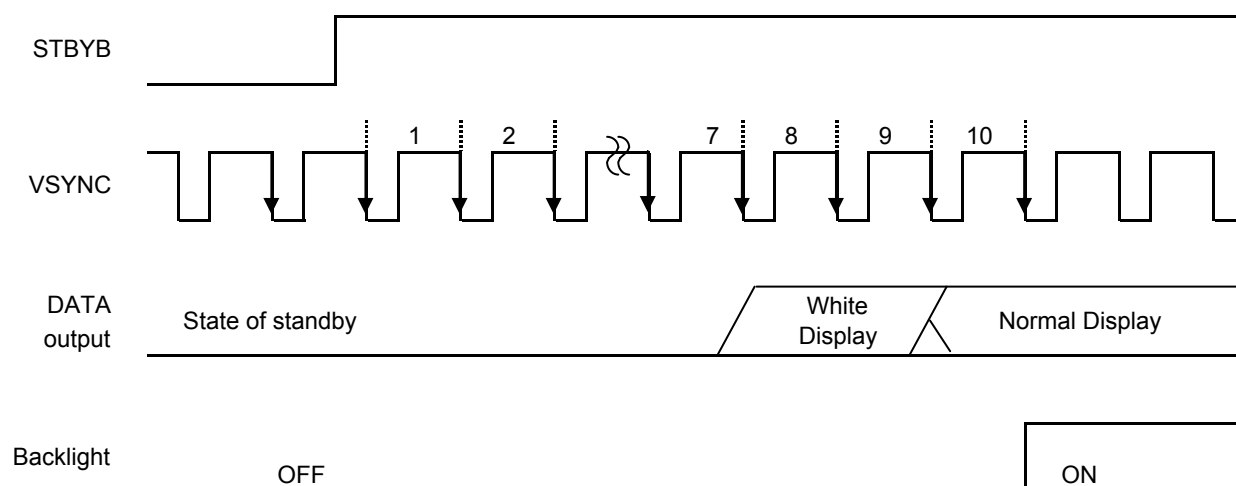 STBYB
1 2 7 8 9 10
VSYNC
DATA
output
State of standby
White
Display
Normal Display
Backlight
OFF
ON